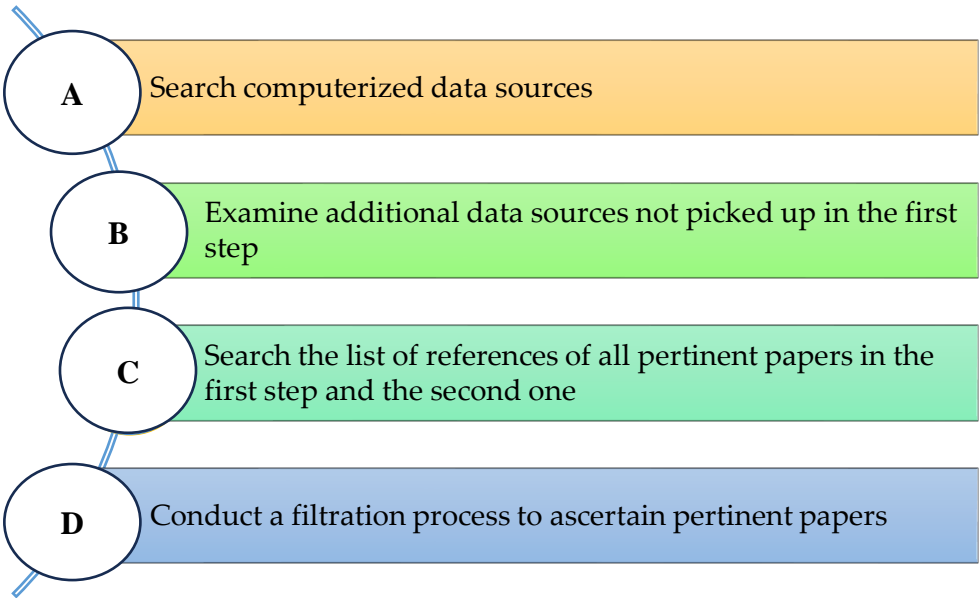 A
Search computerized data sources
B
Examine additional data sources not picked up in the first
step
C
Search the list of references of all pertinent papers in the
first step and the second one
D
Conduct a filtration process to ascertain pertinent papers